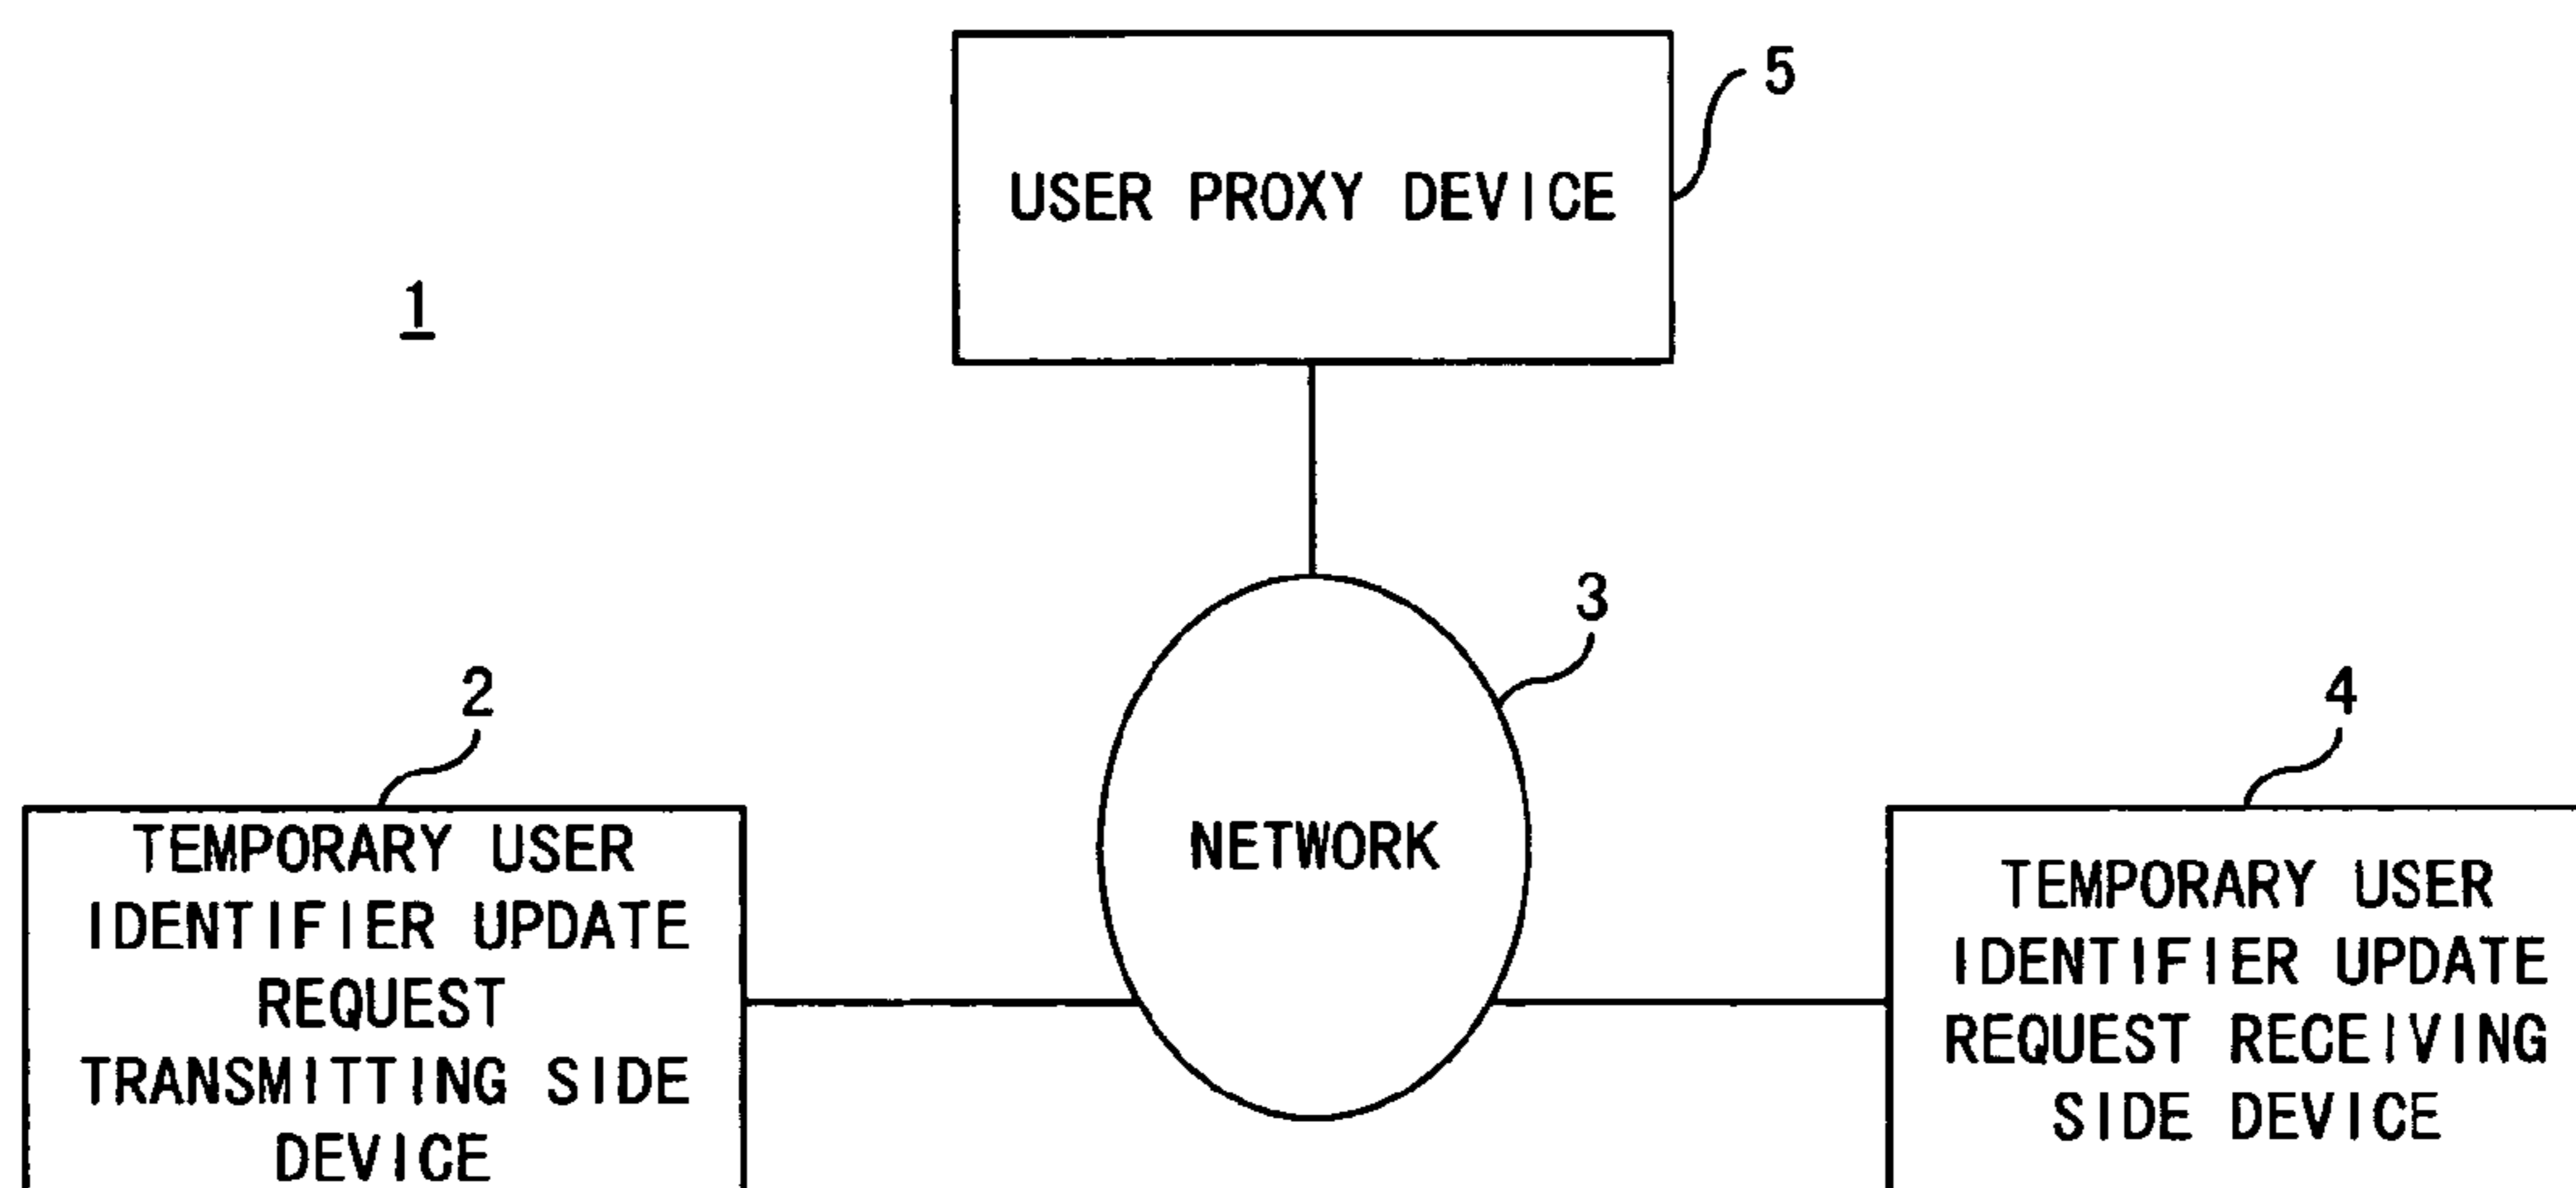 5
USER PROXY DEVICE
1
3
2
4
NETWORK
TEMPORARY USER
IDENTIFIER UPDATE
REQUEST
TRANSMITTING SIDE
DEVICE
TEMPORARY USER
IDENTIFIER UPDATE
REQUEST RECEIVING
SIDE DEVICE